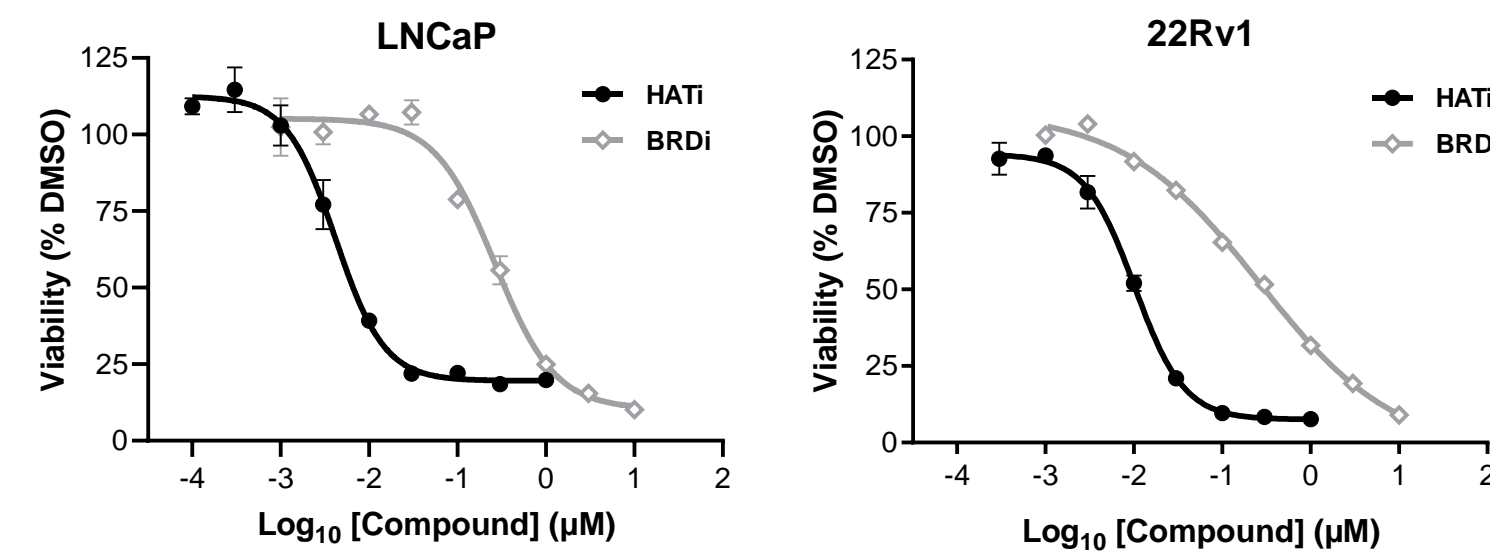 LNCaP
125
100
75
50
25
0
-4 -3 -2 -1 0 1 2
Viability (% DMSO)
Log10 [Compound] (µM)
HATi
BRDi
22Rv1
125
100
75
50
25
0
-4 -3 -2 -1 0 1 2
Viability (% DMSO)
Log10 [Compound] (µM)
HATi
BRD